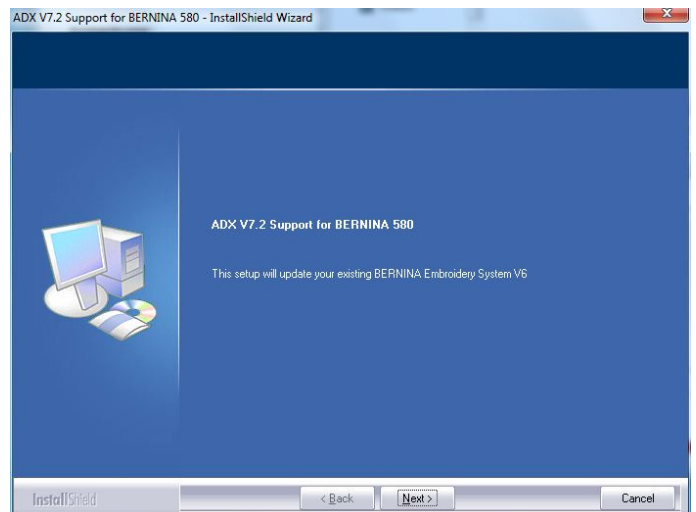 ADX V7.2 Support for BERNINA 580 - InstallShield Wizard
ADX V7.2 Support for BERNINA 580
This setup will update your existing BERNINA Embroidery System V6
InstallShield
< Back
Next >
Cancel